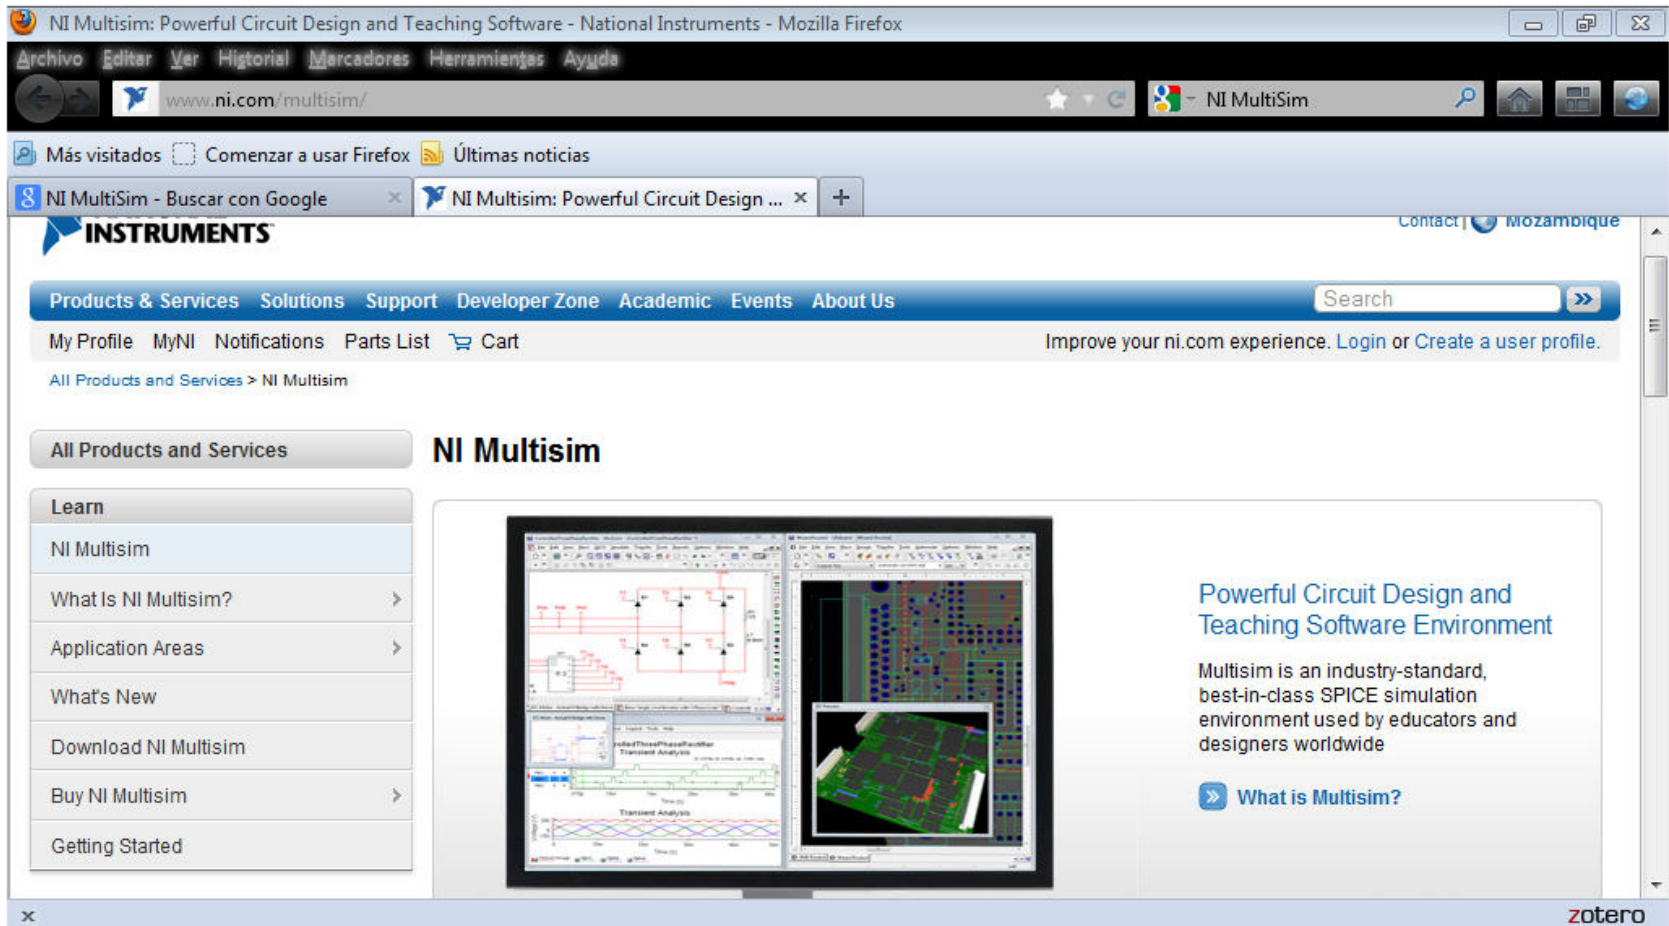 NI Multisim: Powerful Circuit Design and Teaching Software - National Instruments - Mozilla Firefox
Archivo Editar Ver Historial Marcadores Herramientas Ayuda
www.ni.com/multisim/
NI MultiSim
Más visitados Comenzar a usar Firefox Últimas noticias
NI MultiSim - Buscar con Google
NI Multisim: Powerful Circuit Design ...
INSTRUMENTS
Contact | Mozambique
Products & Services Solutions Support Developer Zone Academic Events About Us
Search
My Profile MyNI Notifications Parts List Cart
Improve your ni.com experience. Login or Create a user profile.
All Products and Services > NI Multisim
All Products and Services
Learn
NI Multisim
What Is NI Multisim?
Application Areas
What's New
Download NI Multisim
Buy NI Multisim
Getting Started
NI Multisim
Transient Analysis
Transient Analysis
Powerful Circuit Design and
Teaching Software Environment
Multisim is an industry-standard,
best-in-class SPICE simulation
environment used by educators and
designers worldwide
What is Multisim?
zotero